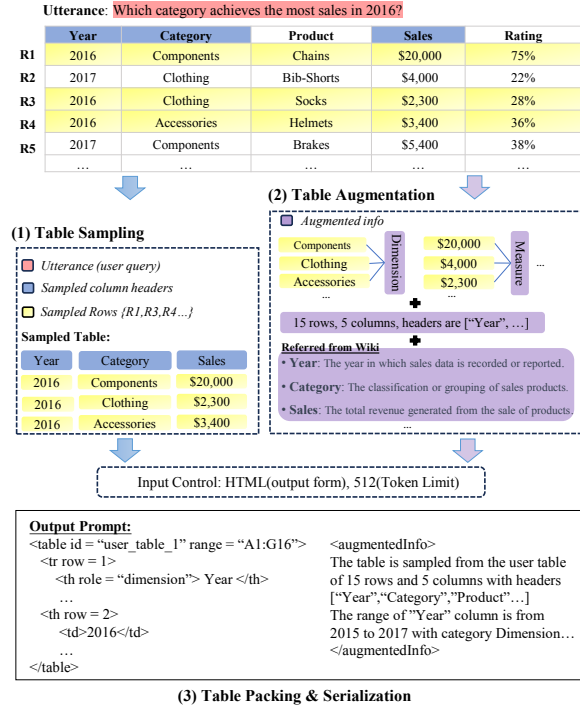 Utterance: Which category achieves the most sales in 2016?
Year Category Product Sales Rating
R1 2016 Components Chains $20,000 75%
R2 2017 Clothing Bib-Shorts $4,000 22%
R3 2016 Clothing Socks $2,300 28%
R4 2016 Accessories Helmets $3,400 36%
R5 2017 Components Brakes $5,400 38%
… … … … …
(1) Table Sampling
Utterance (user query)
Sampled column headers
Sampled Rows {R1,R3,R4…}
Sampled Table:
Year Category Sales
2016 Components $20,000
2016 Clothing $2,300
2016 Accessories $3,400
(2) Table Augmentation
Augmented info
Components
Clothing
Accessories
…
Dimension
$20,000
$4,000
$2,300
…
Measure
...
15 rows, 5 columns, headers are [“Year”, …]
Referred from Wiki
• Year: The year in which sales data is recorded or reported.
• Category: The classification or grouping of sales products.
• Sales: The total revenue generated from the sale of products.
…
Input Control: HTML(output form), 512(Token Limit)
Output Prompt:
<table id = “user_table_1” range = “A1:G16”>
<tr row = 1>
<th role = “dimension”> Year </th>
…
<th row = 2>
<td>2016</td>
…
</table>
<augmentedInfo>
The table is sampled from the user table
of 15 rows and 5 columns with headers
[“Year”,“Category”,”Product”…]
The range of ”Year” column is from
2015 to 2017 with category Dimension…
</augmentedInfo>
(3) Table Packing & Serialization